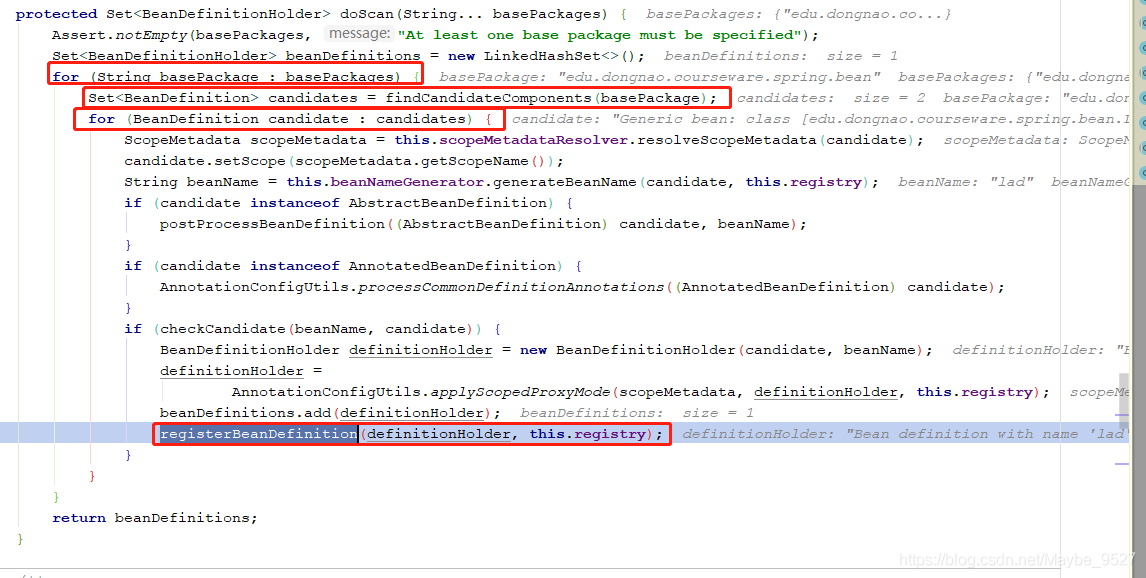 protected Set<BeanDefinitionHolder> doScan(String... basePackages) {  basePackages: {"edu.dongnao.co...}
Assert.notEmpty(basePackages, message: "At least one base package must be specified");
Set<BeanDefinitionHolder> beanDefinitions = new LinkedHashSet<>();  beanDefinitions:  size = 1
for (String basePackage : basePackages) {  basePackage: "edu.dongnao.courseware.spring.bean"  basePackages: {"edu.dongna
Set<BeanDefinition> candidates = findCandidateComponents(basePackage);  candidates:  size = 2  basePackage: "edu.don
for (BeanDefinition candidate : candidates) {  candidate: "Generic bean: class [edu.dongnao.courseware.spring.bean.l
ScopeMetadata scopeMetadata = this.scopeMetadataResolver.resolveScopeMetadata(candidate);  scopeMetadata: ScopeM
candidate.setScope(scopeMetadata.getScopeName());
String beanName = this.beanNameGenerator.generateBeanName(candidate, this.registry);  beanName: "lad"  beanNameG
if (candidate instanceof AbstractBeanDefinition) {
postProcessBeanDefinition((AbstractBeanDefinition) candidate, beanName);
}
if (candidate instanceof AnnotatedBeanDefinition) {
AnnotationConfigUtils.processCommonDefinitionAnnotations((AnnotatedBeanDefinition) candidate);
}
if (checkCandidate(beanName, candidate)) {
BeanDefinitionHolder definitionHolder = new BeanDefinitionHolder(candidate, beanName);  definitionHolder: "B
definitionHolder =
AnnotationConfigUtils.applyScopedProxyMode(scopeMetadata, definitionHolder, this.registry);  scopeMe
beanDefinitions.add(definitionHolder);  beanDefinitions:  size = 1
registerBeanDefinition(definitionHolder, this.registry);  definitionHolder: "Bean definition with name 'lad'
}
}
}
return beanDefinitions;
}
https://blog.csdn.net/Maybe_9527